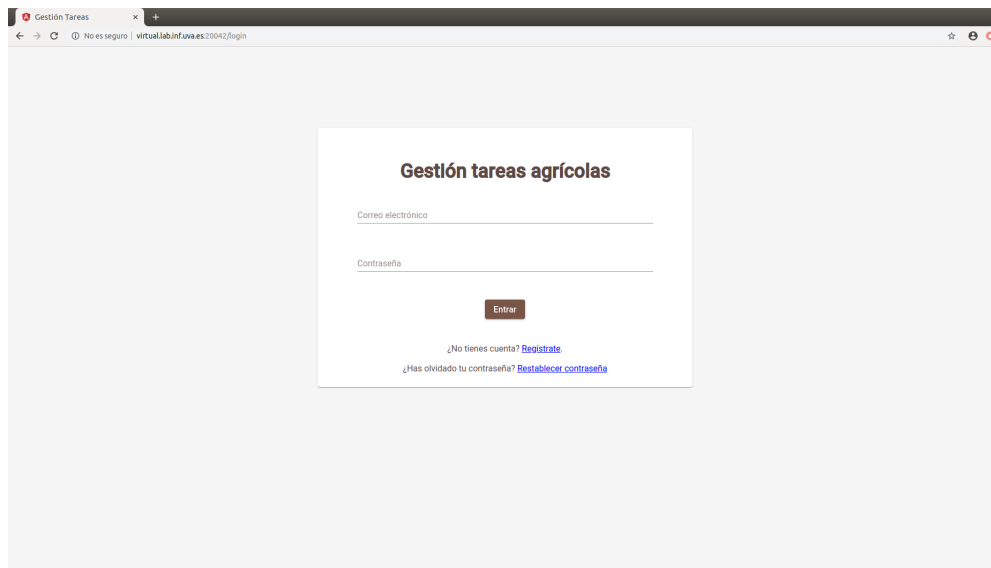 Gestión Tareas
No es seguro | virtual.lab.inf.uva.es:20042/login
Gestión tareas agrícolas
Correo electrónico
Contraseña
Entrar
¿No tienes cuenta? Regístrate.
¿Has olvidado tu contraseña? Restablecer contraseña